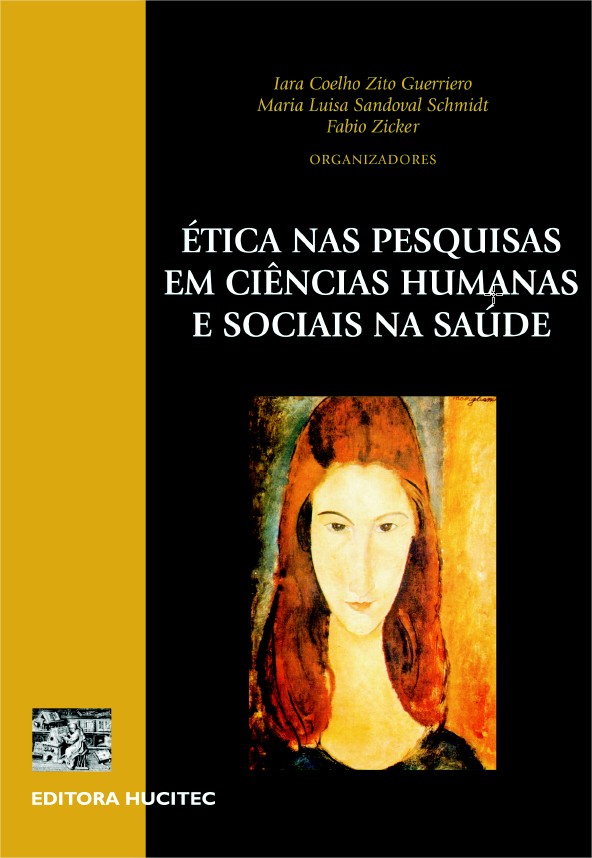 Iara Coelho Zito Guerriero
Maria Luisa Sandoval Schmidt
Fabio Zicker
ORGANIZADORES
ÉTICA NAS PESQUISAS
EM CIÊNCIAS HUMANAS
E SOCIAIS NA SAÚDE
EDITORA HUCITEC